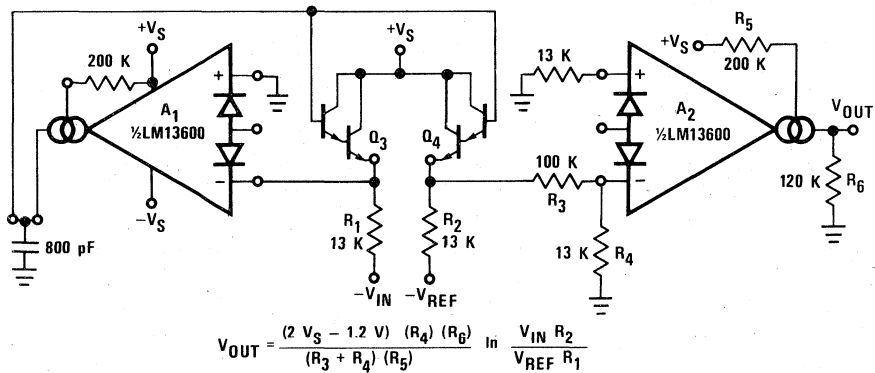 +VS
200 K
+
A1
½LM13600
−
−VS
800 pF
+VS
Q3
Q4
R1
13 K
R2
13 K
−VIN
−VREF
13 K
100 K
R3
13 K
R4
+VS
R5
200 K
+
A2
½LM13600
−
VOUT
120 K
R6
VOUT = (2 VS − 1.2 V) (R4) (R6) / (R3 + R4) (R5) ln VIN R2 / VREF R1